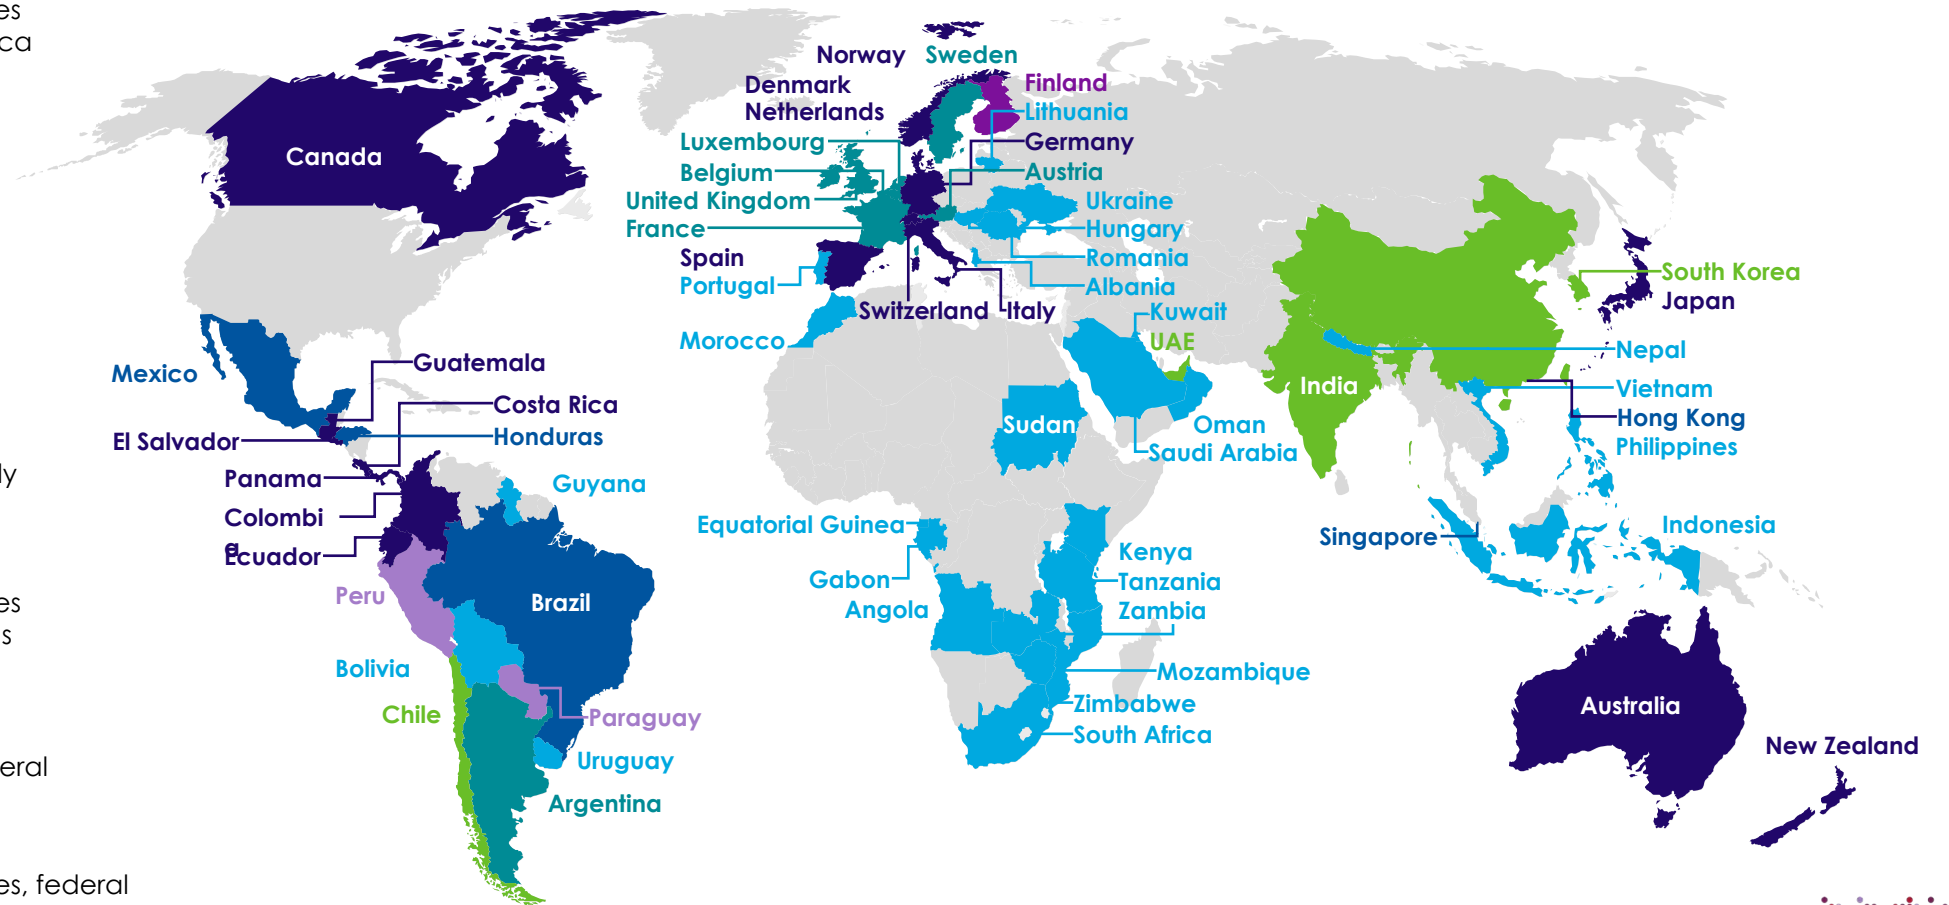 es
ca
ly
es
s
eral
es, federal
Norway
Sweden
Denmark
Finland
Netherlands
Lithuania
Luxembourg
Germany
Belgium
Austria
United Kingdom
Ukraine
France
Hungary
Spain
Romania
Portugal
Albania
Switzerland
Italy
Kuwait
Morocco
UAE
Canada
Mexico
Guatemala
Costa Rica
El Salvador
Honduras
Panama
Guyana
Colombi
a
Ecuador
Peru
Brazil
Bolivia
Chile
Paraguay
Uruguay
Argentina
Sudan
Oman
Saudi Arabia
Equatorial Guinea
Gabon
Angola
Kenya
Tanzania
Zambia
Mozambique
Zimbabwe
South Africa
South Korea
Japan
Nepal
India
Vietnam
Hong Kong
Philippines
Singapore
Indonesia
Australia
New Zealand